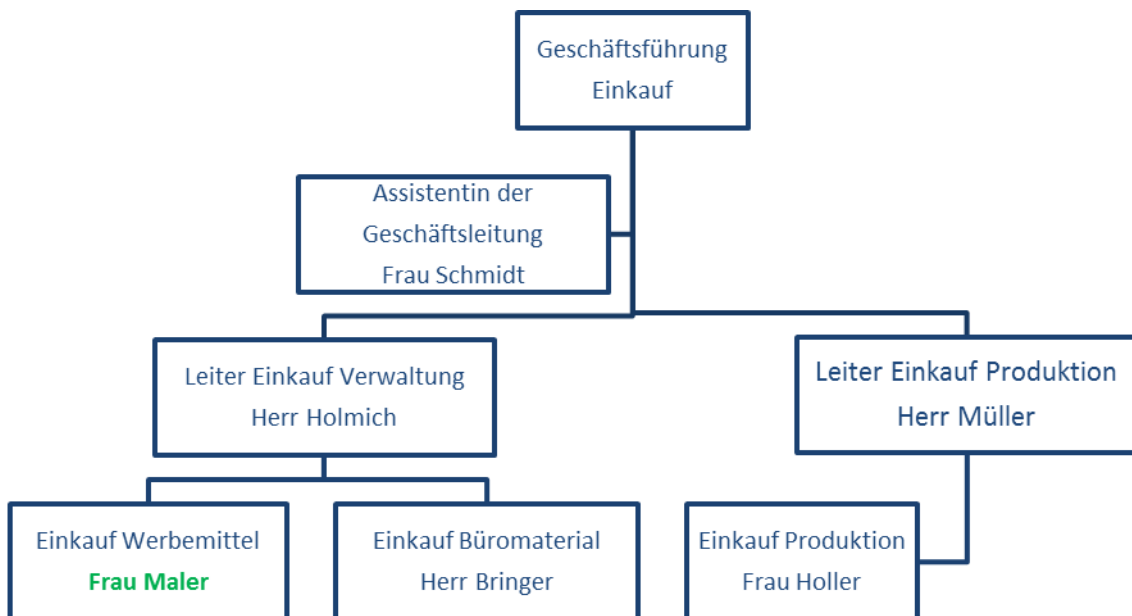 Geschäftsführung
Einkauf
Assistentin der
Geschäftsleitung
Frau Schmidt
Leiter Einkauf Verwaltung
Herr Holmich
Leiter Einkauf Produktion
Herr Müller
Einkauf Werbemittel
Frau Maler
Einkauf Büromaterial
Herr Bringer
Einkauf Produktion
Frau Holler